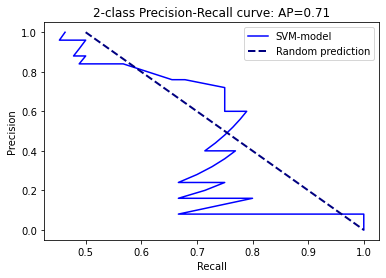 2-class Precision-Recall curve: AP=0.71
SVM-model
Random prediction
Precision
1.0
0.8
0.6
0.4
0.2
0.0
0.5 0.6 0.7 0.8 0.9 1.0
Recall